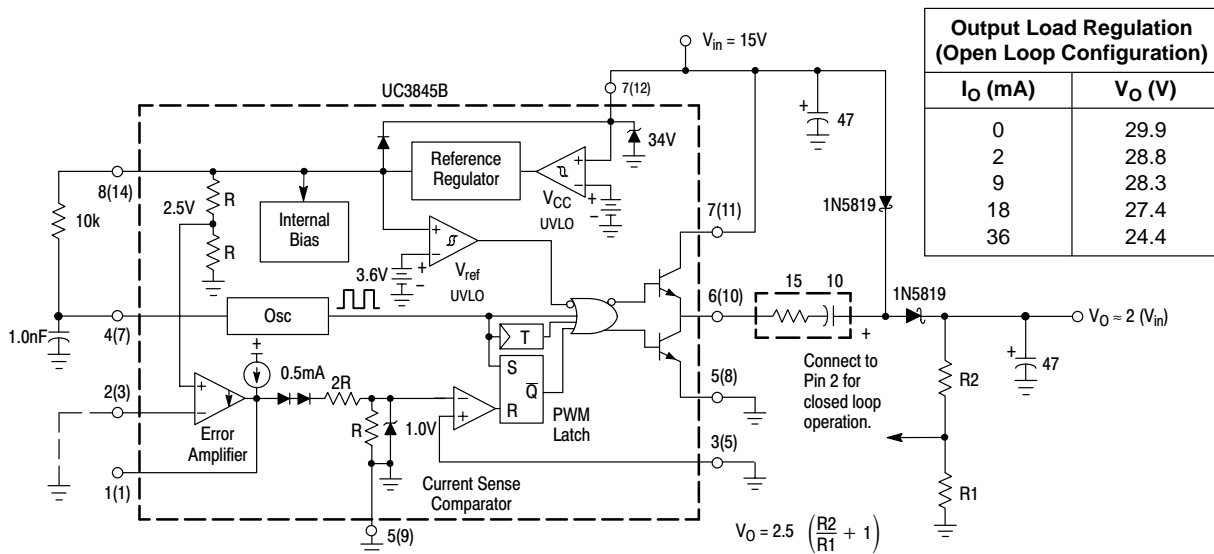 Output Load Regulation
(Open Loop Configuration)
I_O (mA) V_O (V)
0 29.9
2 28.8
9 28.3
18 27.4
36 24.4
V_in = 15V
UC3845B
7(12)
34V
+
47
8(14)
R
Reference
Regulator
+
−
V_CC
UVLO
+
−
1N5819
10k
2.5V
R
Internal
Bias
7(11)
+
−
V_ref
UVLO
3.6V
+
−
15 10
6(10)
1N5819
+
V_O ≈ 2 (V_in)
4(7)
1.0nF
Osc
T
Connect to
Pin 2 for
closed loop
operation.
+
47
R2
+
0.5mA
2R
S
Q̅
R
PWM
Latch
5(8)
2(3)
+
−
Error
Amplifier
R
1.0V
−
+
3(5)
1(1)
Current Sense
Comparator
R1
5(9)
V_O = 2.5 (R2/R1 + 1)